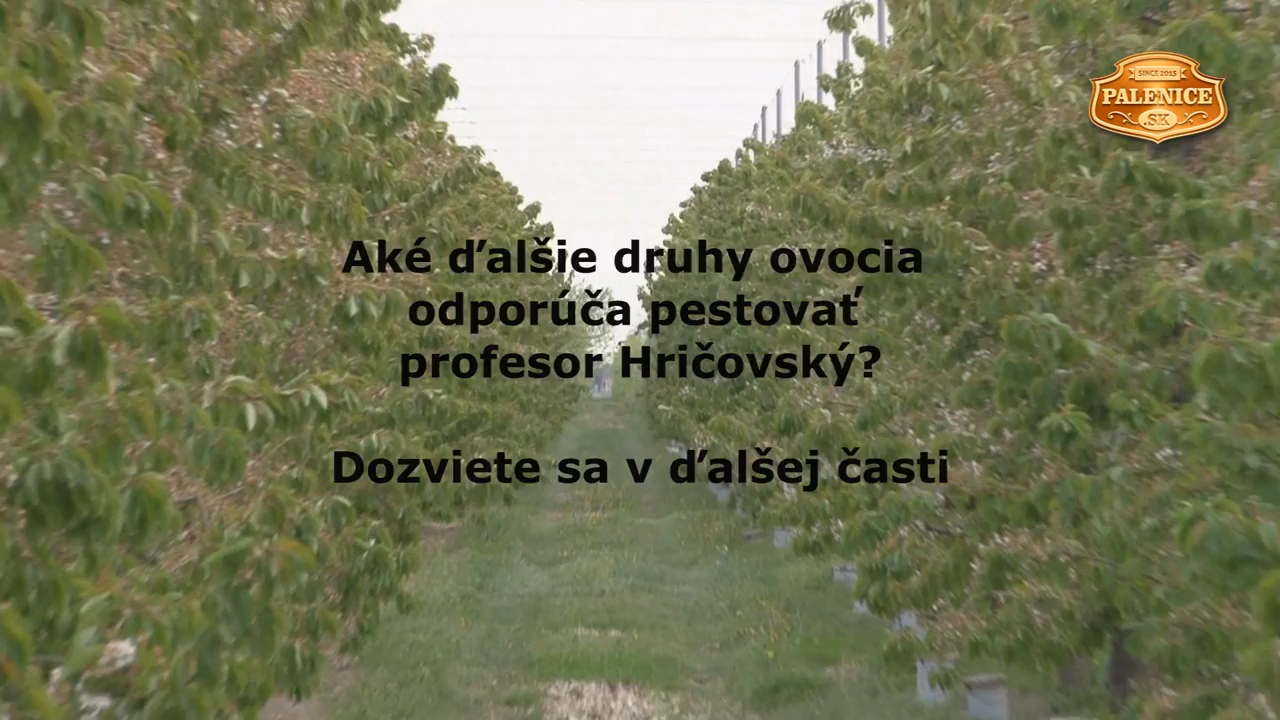 SINCE 2015
PALENICE
.SK
Aké ďalšie druhy ovocia
odporúča pestovať
profesor Hričovský?
Dozviete sa v ďalšej časti